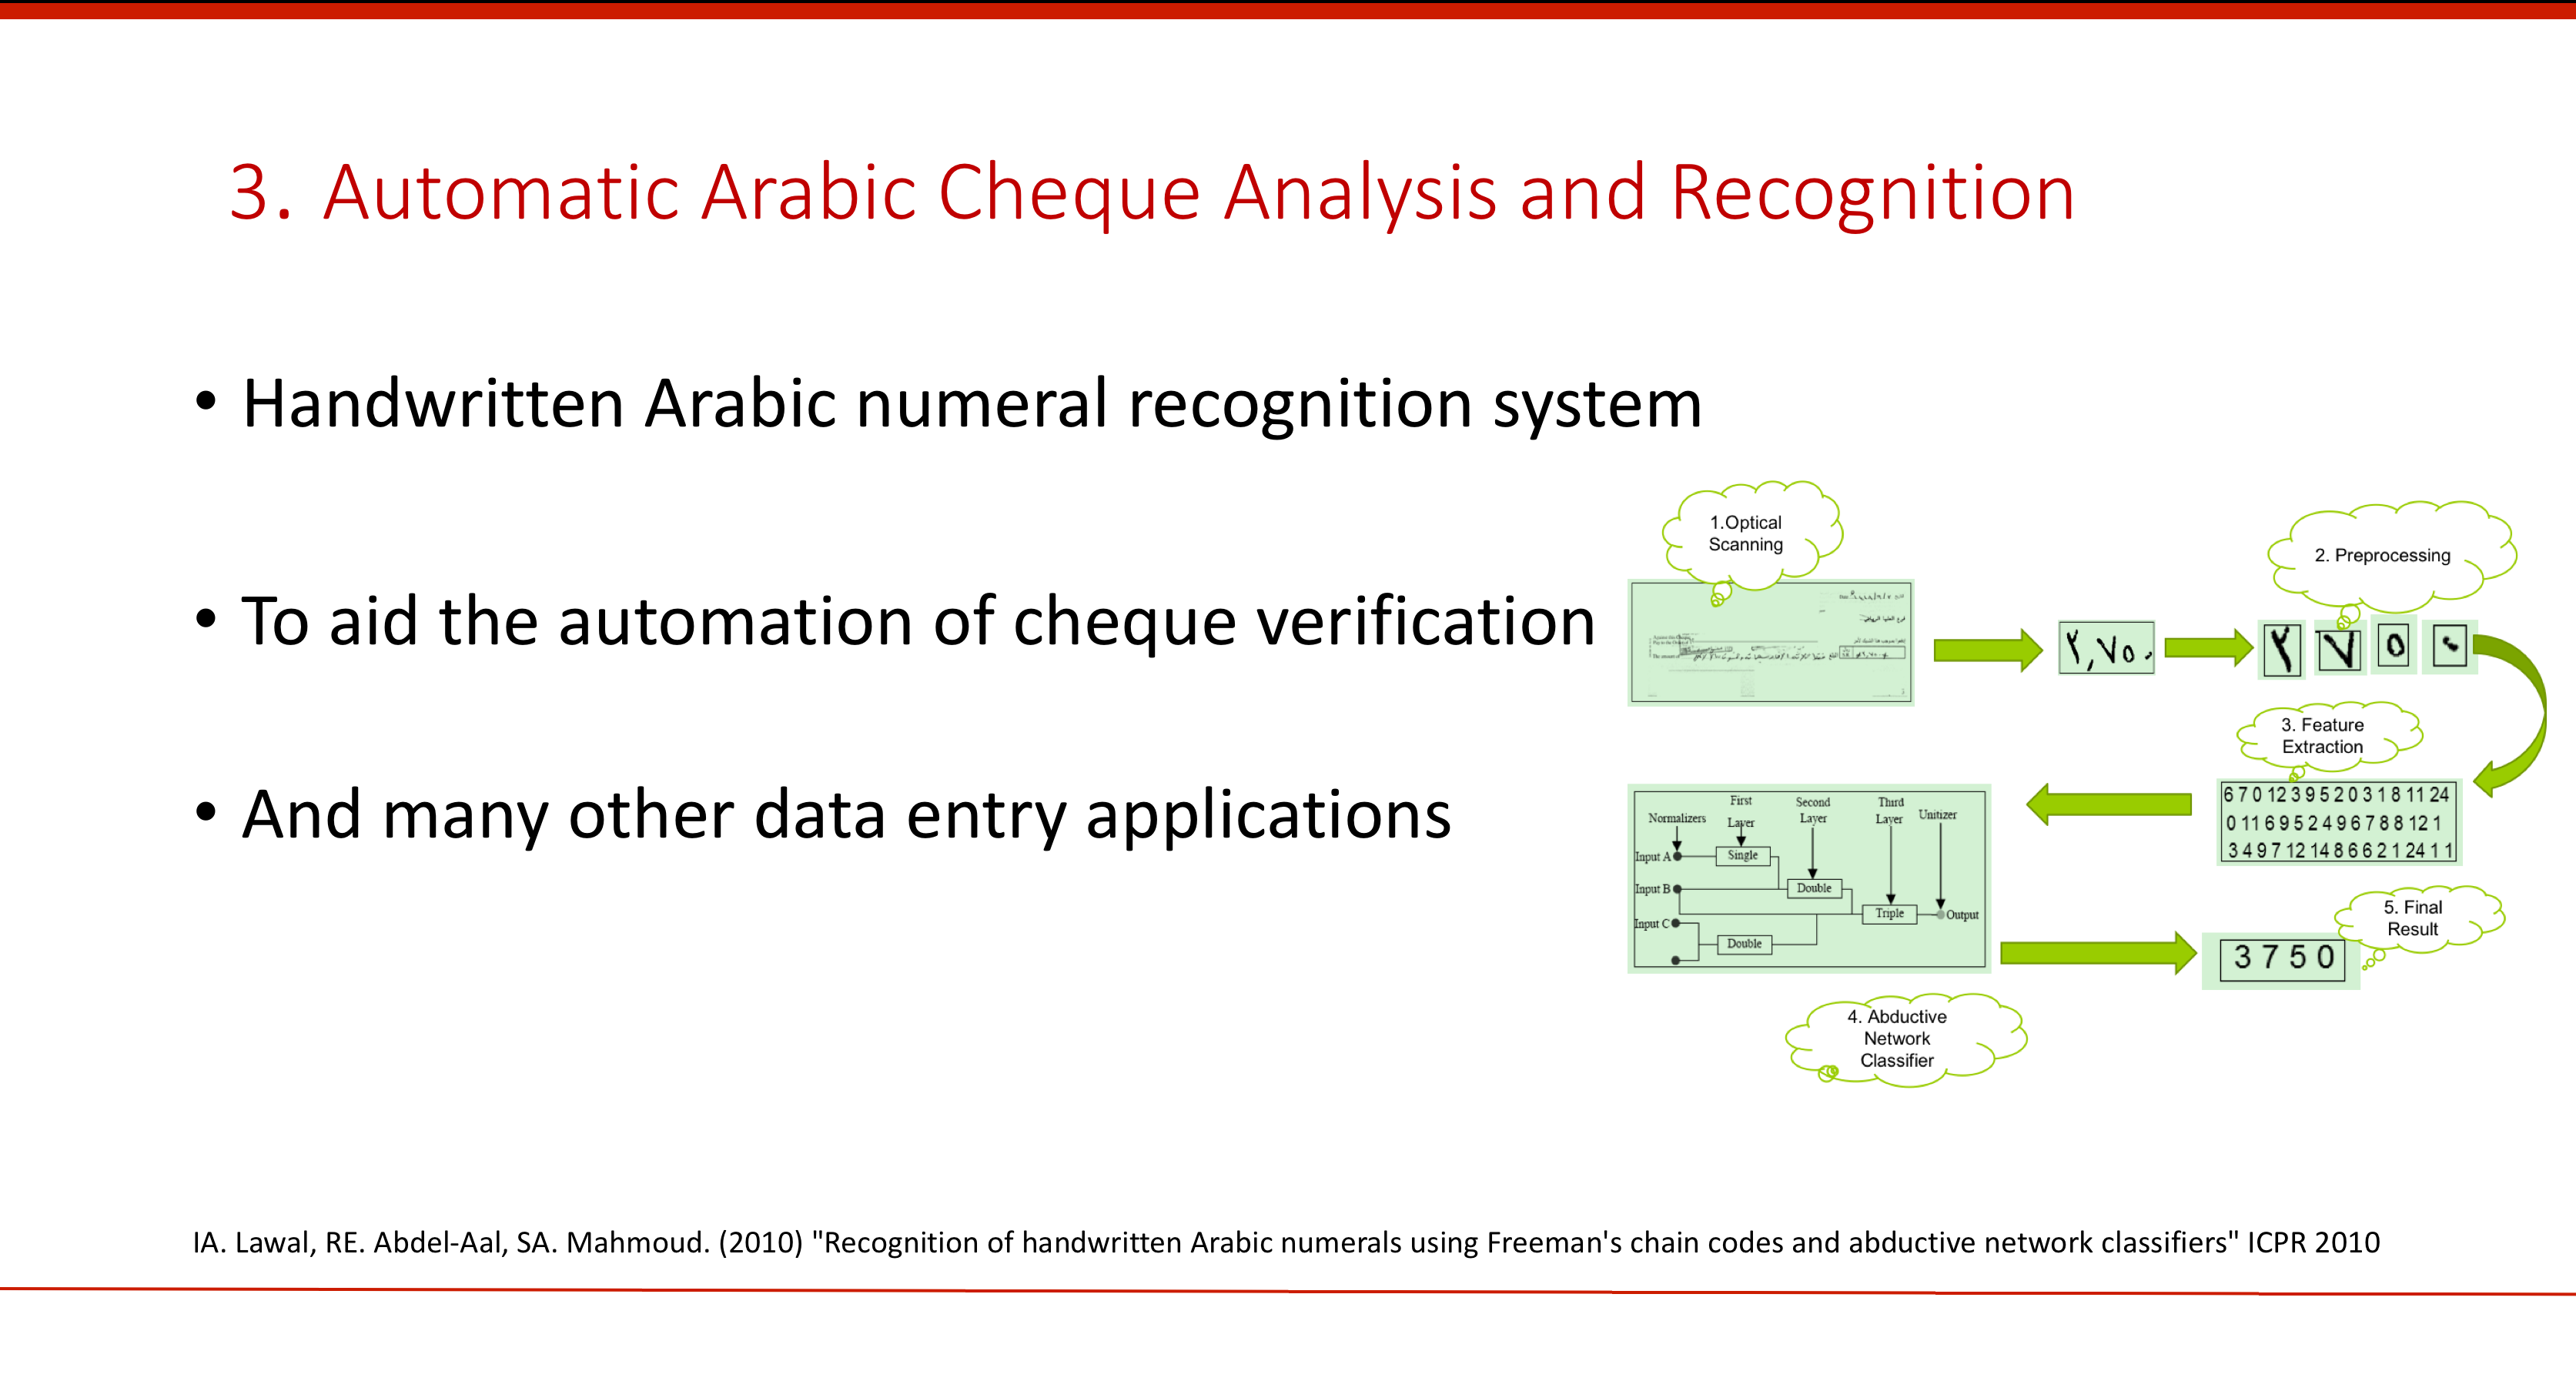 3. Automatic Arabic Cheque Analysis and Recognition
• Handwritten Arabic numeral recognition system
• To aid the automation of cheque verification
• And many other data entry applications
1.Optical
Scanning
2. Preprocessing
٢,٧٥٠
٢ ٧ ٥ ٠
3. Feature
Extraction
6 7 0 12 3 9 5 2 0 3 1 8 11 24
0 11 6 9 5 2 4 9 6 7 8 8 12 1
3 4 9 7 12 14 8 6 6 2 1 24 1 1
Normalizers
First
Layer
Second
Layer
Third
Layer
Unitizer
Input A
Single
Input B
Double
Input C
Triple
Output
Double
4. Abductive
Network
Classifier
5. Final
Result
3 7 5 0
IA. Lawal, RE. Abdel-Aal, SA. Mahmoud. (2010) "Recognition of handwritten Arabic numerals using Freeman's chain codes and abductive network classifiers" ICPR 2010